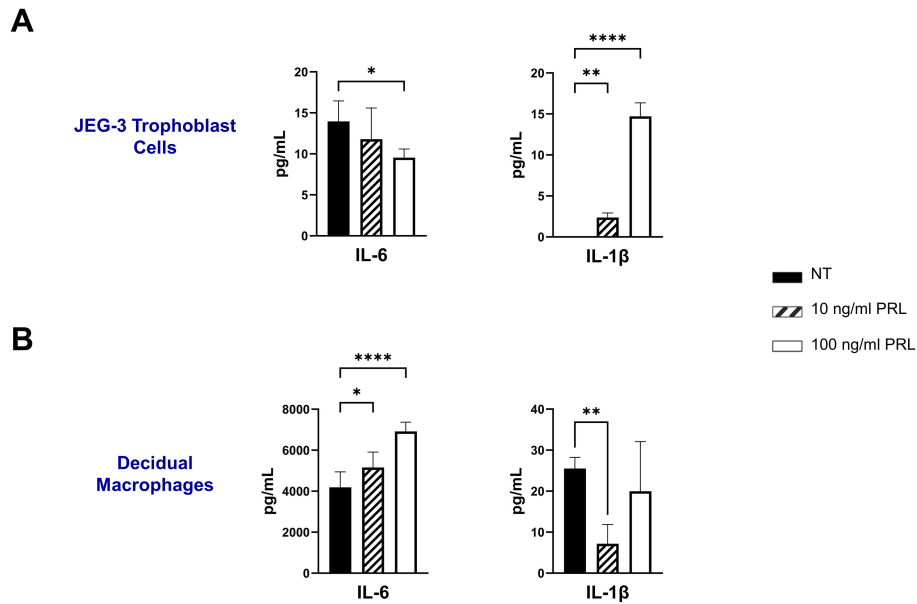 A
JEG-3 Trophoblast
Cells
*
20
15
10
5
0
pg/mL
IL-6
****
**
20
15
10
5
0
pg/mL
IL-1β
NT
10 ng/ml PRL
100 ng/ml PRL
B
Decidual
Macrophages
****
*
8000
6000
4000
2000
0
pg/mL
IL-6
**
40
30
20
10
0
pg/mL
IL-1β